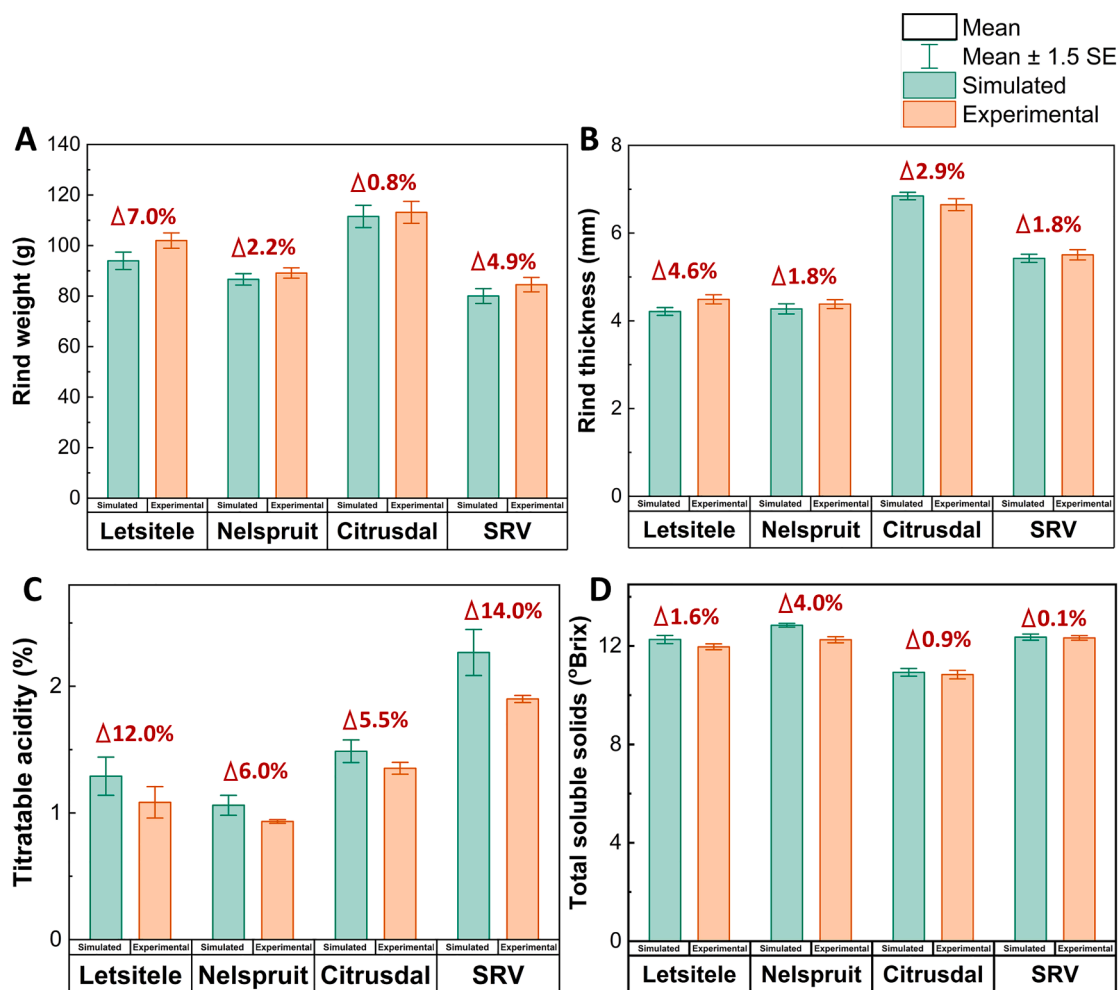 Mean
Mean ± 1.5 SE
Simulated
Experimental
A
Rind weight (g)
140
120
100
80
60
40
20
0
Δ7.0%
Δ2.2%
Δ0.8%
Δ4.9%
Simulated Experimental Simulated Experimental Simulated Experimental Simulated Experimental
Letsitele Nelspruit Citrusdal SRV
B
Rind thickness (mm)
8
6
4
2
0
Δ4.6%
Δ1.8%
Δ2.9%
Δ1.8%
Simulated Experimental Simulated Experimental Simulated Experimental Simulated Experimental
Letsitele Nelspruit Citrusdal SRV
C
Titratable acidity (%)
2
1
0
Δ12.0%
Δ6.0%
Δ5.5%
Δ14.0%
Simulated Experimental Simulated Experimental Simulated Experimental Simulated Experimental
Letsitele Nelspruit Citrusdal SRV
D
Total soluble solids (ºBrix)
12
9
6
3
0
Δ1.6%
Δ4.0%
Δ0.9%
Δ0.1%
Simulated Experimental Simulated Experimental Simulated Experimental Simulated Experimental
Letsitele Nelspruit Citrusdal SRV